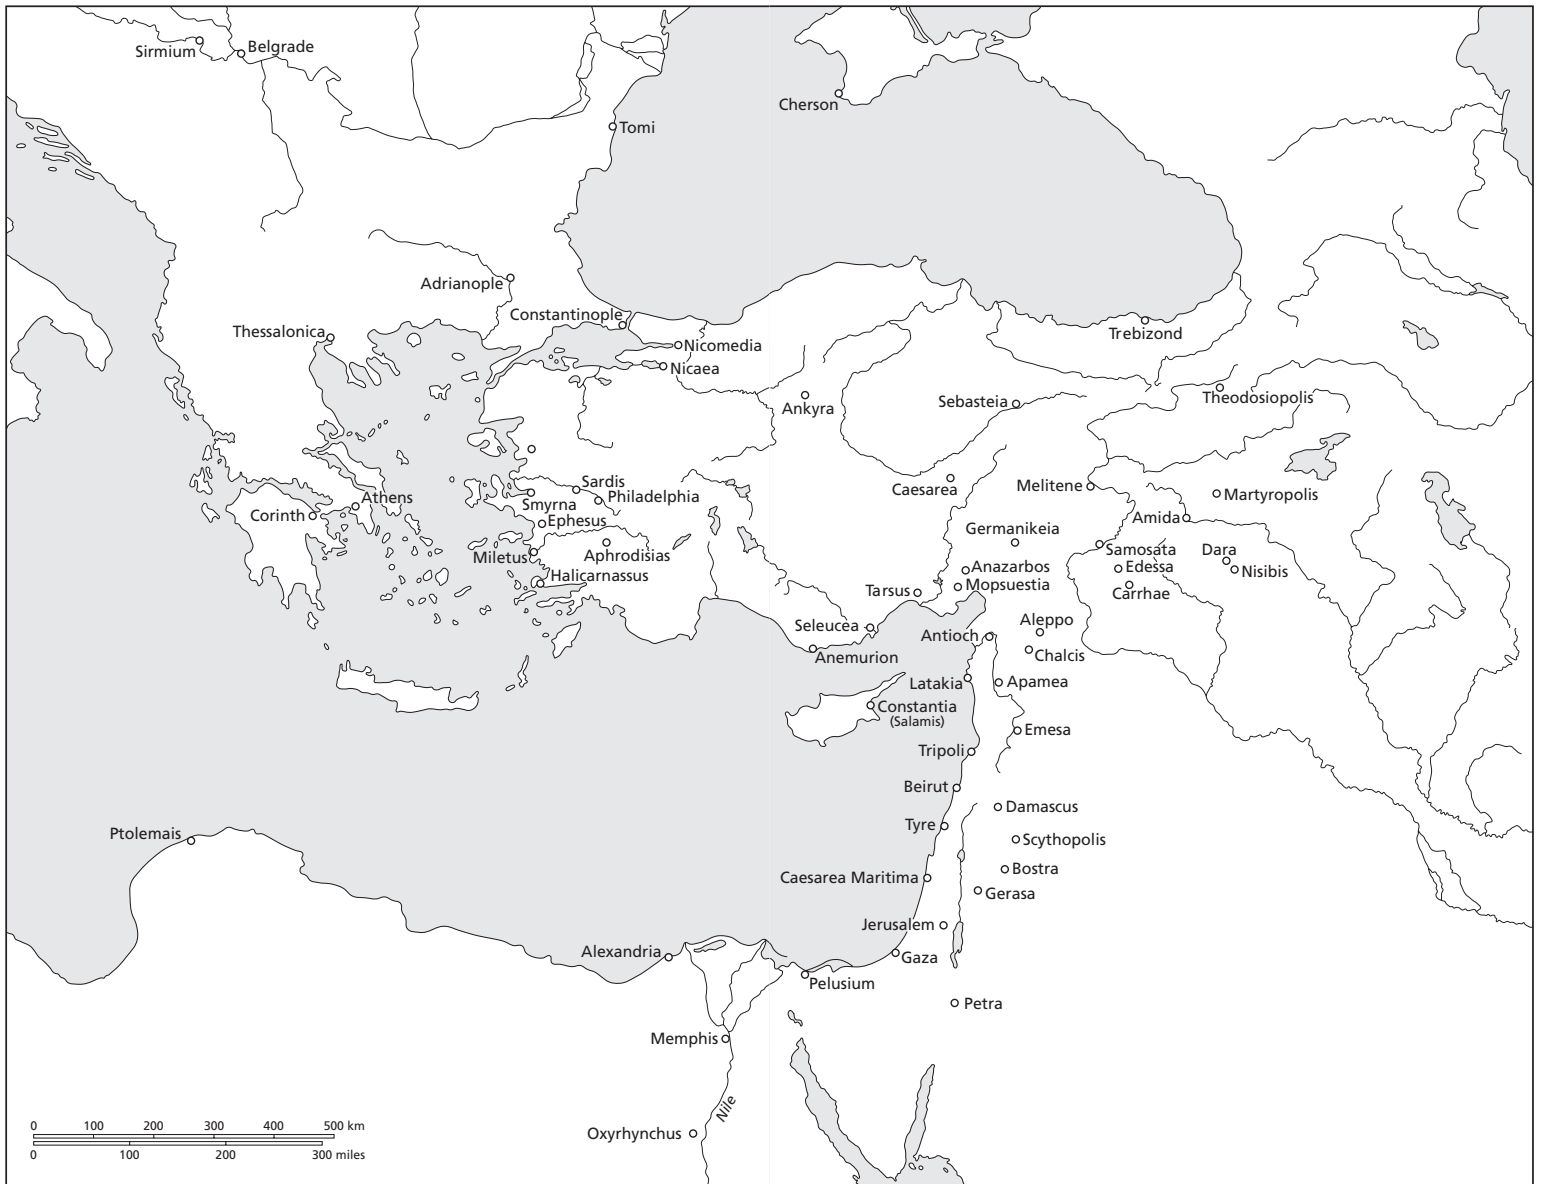 Sirmium
Belgrade
Cherson
Tomi
Adrianople
Constantinople
Thessalonica
Nicomedia
Nicaea
Trebizond
Ankyra
Sebasteia
Theodosiopolis
Caesarea
Melitene
Martyropolis
Sardis
Philadelphia
Smyrna
Ephesus
Athens
Corinth
Amida
Germanikeia
Samosata
Dara
Edessa
Nisibis
Miletus
Aphrodisias
Halicarnassus
Anazarbos
Mopsuestia
Tarsus
Carrhae
Seleucea
Aleppo
Antioch
Chalcis
Anemurion
Latakia
Apamea
Constantia
(Salamis)
Emesa
Tripoli
Beirut
Damascus
Tyre
Ptolemais
Scythopolis
Bostra
Caesarea Maritima
Gerasa
Jerusalem
Alexandria
Gaza
Pelusium
Petra
Memphis
Nile
Oxyrhynchus
0 100 200 300 400 500 km
0 100 200 300 miles